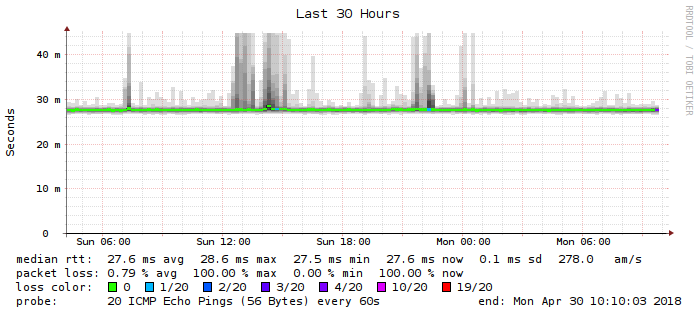 Last 30 Hours
RRDTOOL / TOBI OETIKER
Seconds
40 m
30 m
20 m
10 m
0
Sun 06:00 Sun 12:00 Sun 18:00 Mon 00:00 Mon 06:00
median rtt: 27.6 ms avg 28.6 ms max 27.5 ms min 27.6 ms now 0.1 ms sd 278.0 am/s
packet loss: 0.79 % avg 100.00 % max 0.00 % min 100.00 % now
loss color: 0 1/20 2/20 3/20 4/20 10/20 19/20
probe: 20 ICMP Echo Pings (56 Bytes) every 60s end: Mon Apr 30 10:10:03 2018